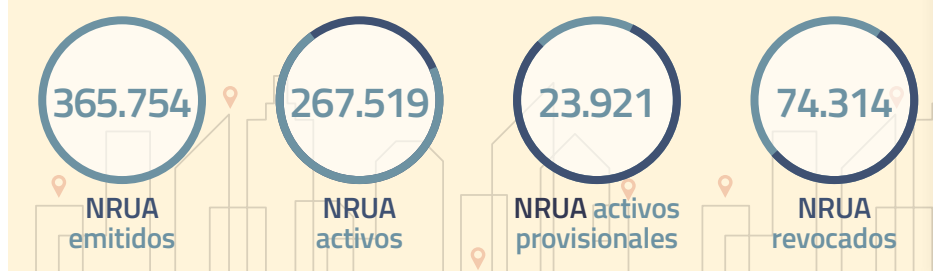 365.754
NRUA
emitidos
267.519
NRUA
activos
23.921
NRUA activos
provisionales
74.314
NRUA
revocados